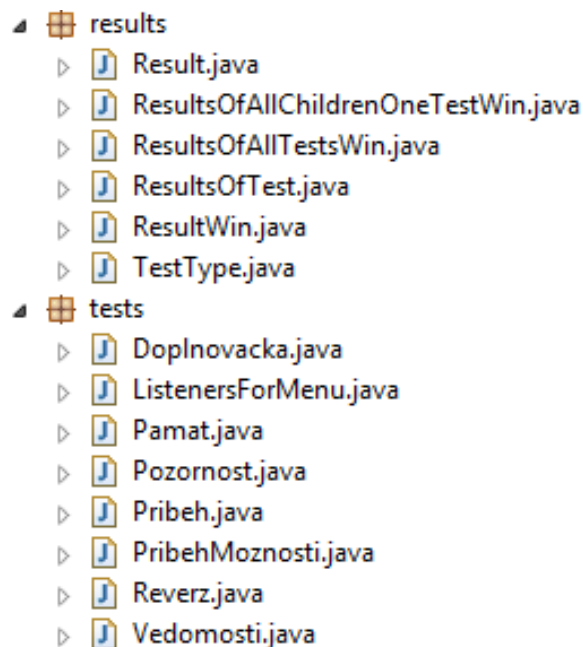 results
Result.java
ResultsOfAllChildrenOneTestWin.java
ResultsOfAllTestsWin.java
ResultsOfTest.java
ResultWin.java
TestType.java
tests
Doplnovacka.java
ListenersForMenu.java
Pamat.java
Pozornost.java
Pribeh.java
PribehMoznosti.java
Reverz.java
Vedomosti.java